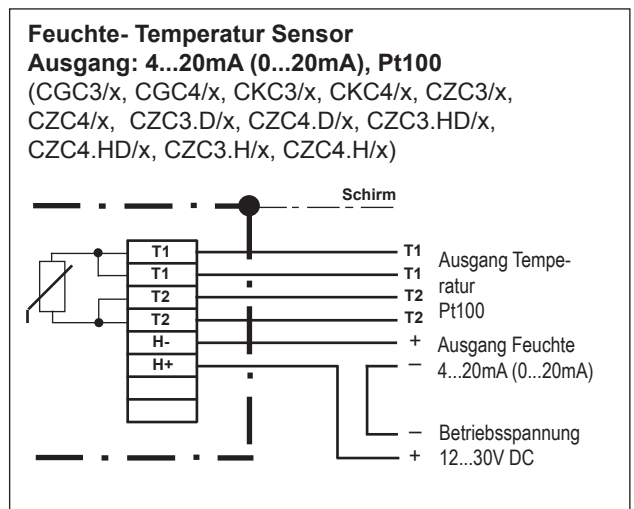 Feuchte- Temperatur Sensor
Ausgang: 4...20mA (0...20mA), Pt100
(CGC3/x, CGC4/x, CKC3/x, CKC4/x, CZC3/x,
CZC4/x, CZC3.D/x, CZC4.D/x, CZC3.HD/x,
CZC4.HD/x, CZC3.H/x, CZC4.H/x)
Schirm
T1
T1
T2
T2
H-
H+
T1
T1
T2
T2
+
–
–
+
Ausgang Tempe-
ratur
Pt100
Ausgang Feuchte
4...20mA (0...20mA)
Betriebsspannung
12...30V DC